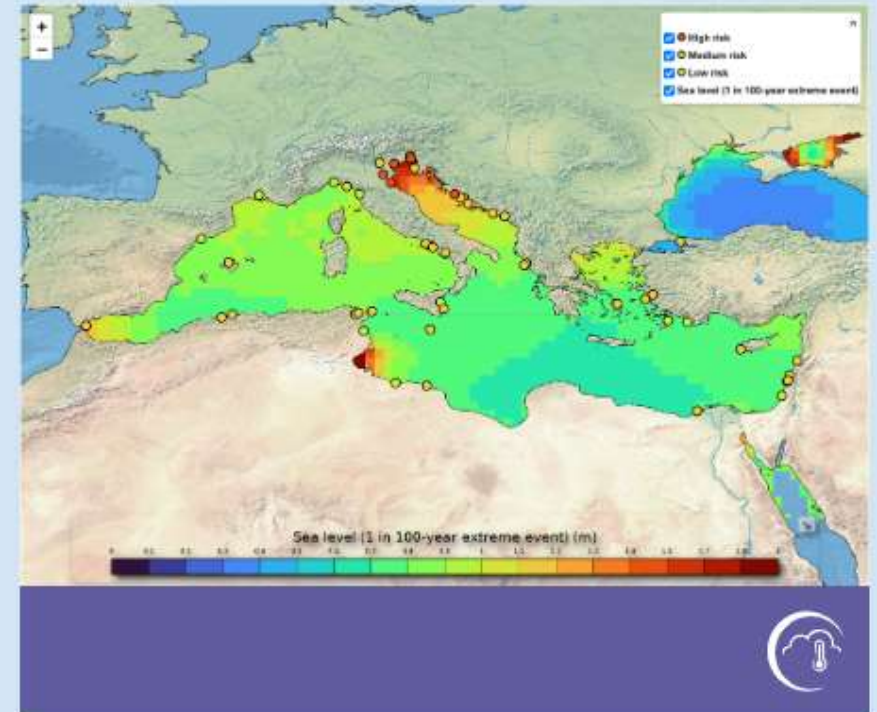 +
−
High risk
Medium risk
Low risk
Sea level (1 in 100-year extreme event)
Sea level (1 in 100-year extreme event) (m)